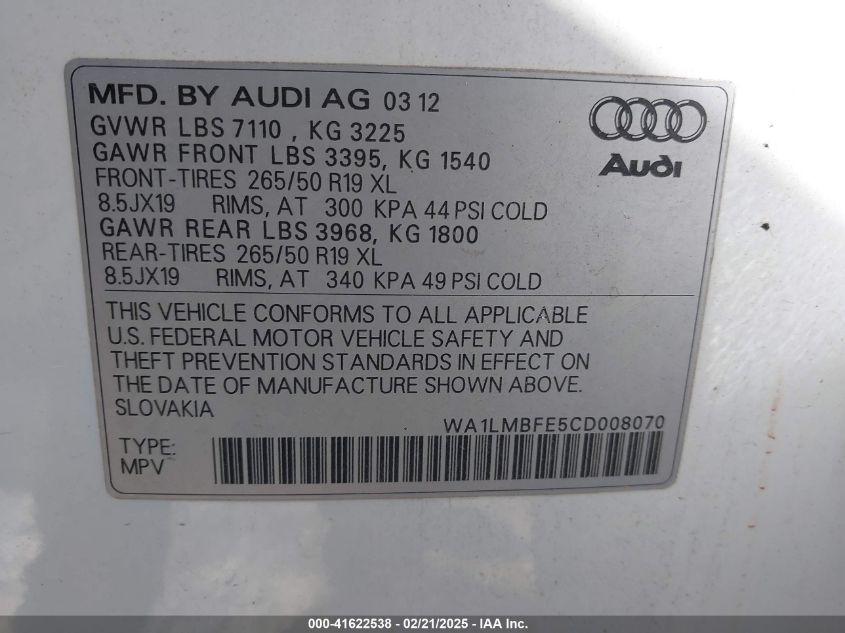 MFD. BY AUDI AG 03 12
GVWR LBS 7110 , KG 3225
GAWR FRONT LBS 3395, KG 1540
FRONT-TIRES 265/50 R19 XL
8.5JX19 RIMS, AT 300 KPA 44 PSI COLD
GAWR REAR LBS 3968, KG 1800
REAR-TIRES 265/50 R19 XL
8.5JX19 RIMS, AT 340 KPA 49 PSI COLD
Audi
THIS VEHICLE CONFORMS TO ALL APPLICABLE
U.S. FEDERAL MOTOR VEHICLE SAFETY AND
THEFT PREVENTION STANDARDS IN EFFECT ON
THE DATE OF MANUFACTURE SHOWN ABOVE.
SLOVAKIA
WA1LMBFE5CD008070
TYPE:
MPV
000-41622538 - 02/21/2025 - IAA Inc.